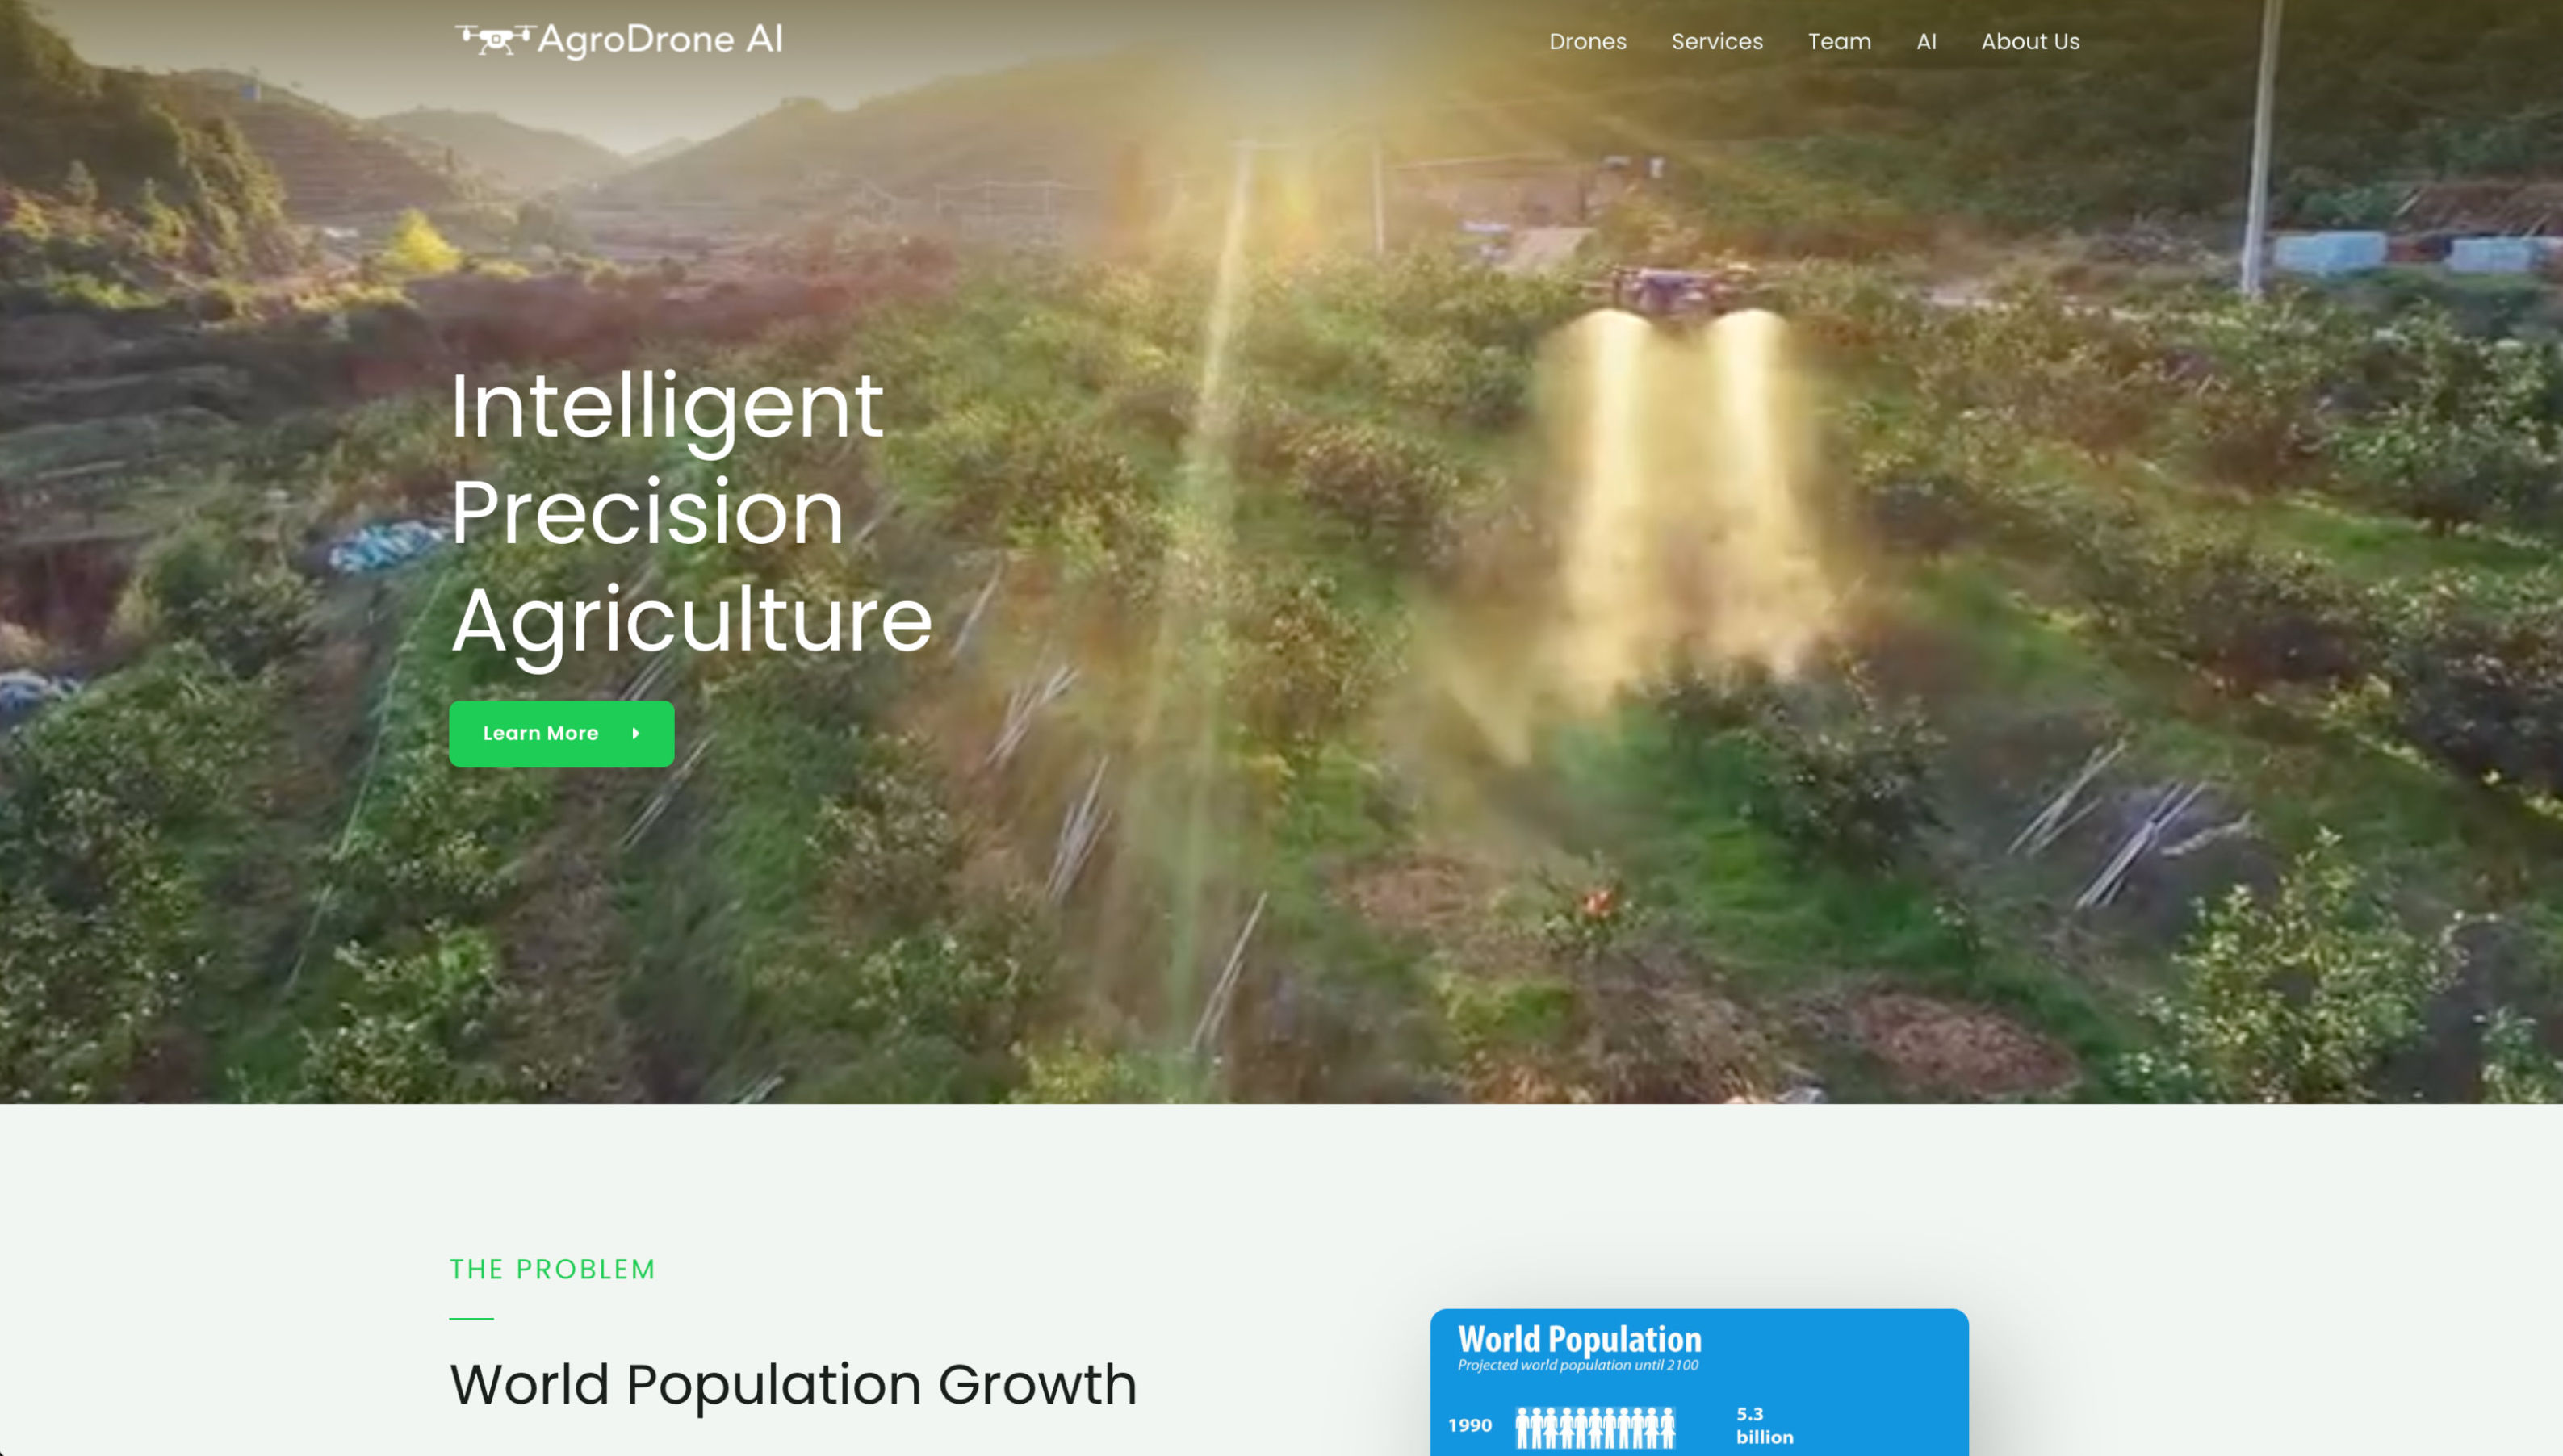 AgroDrone AI
Drones Services Team AI About Us
Intelligent
Precision
Agriculture
Learn More
THE PROBLEM
World Population Growth
World Population
Projected world population until 2100
1990 5.3
billion